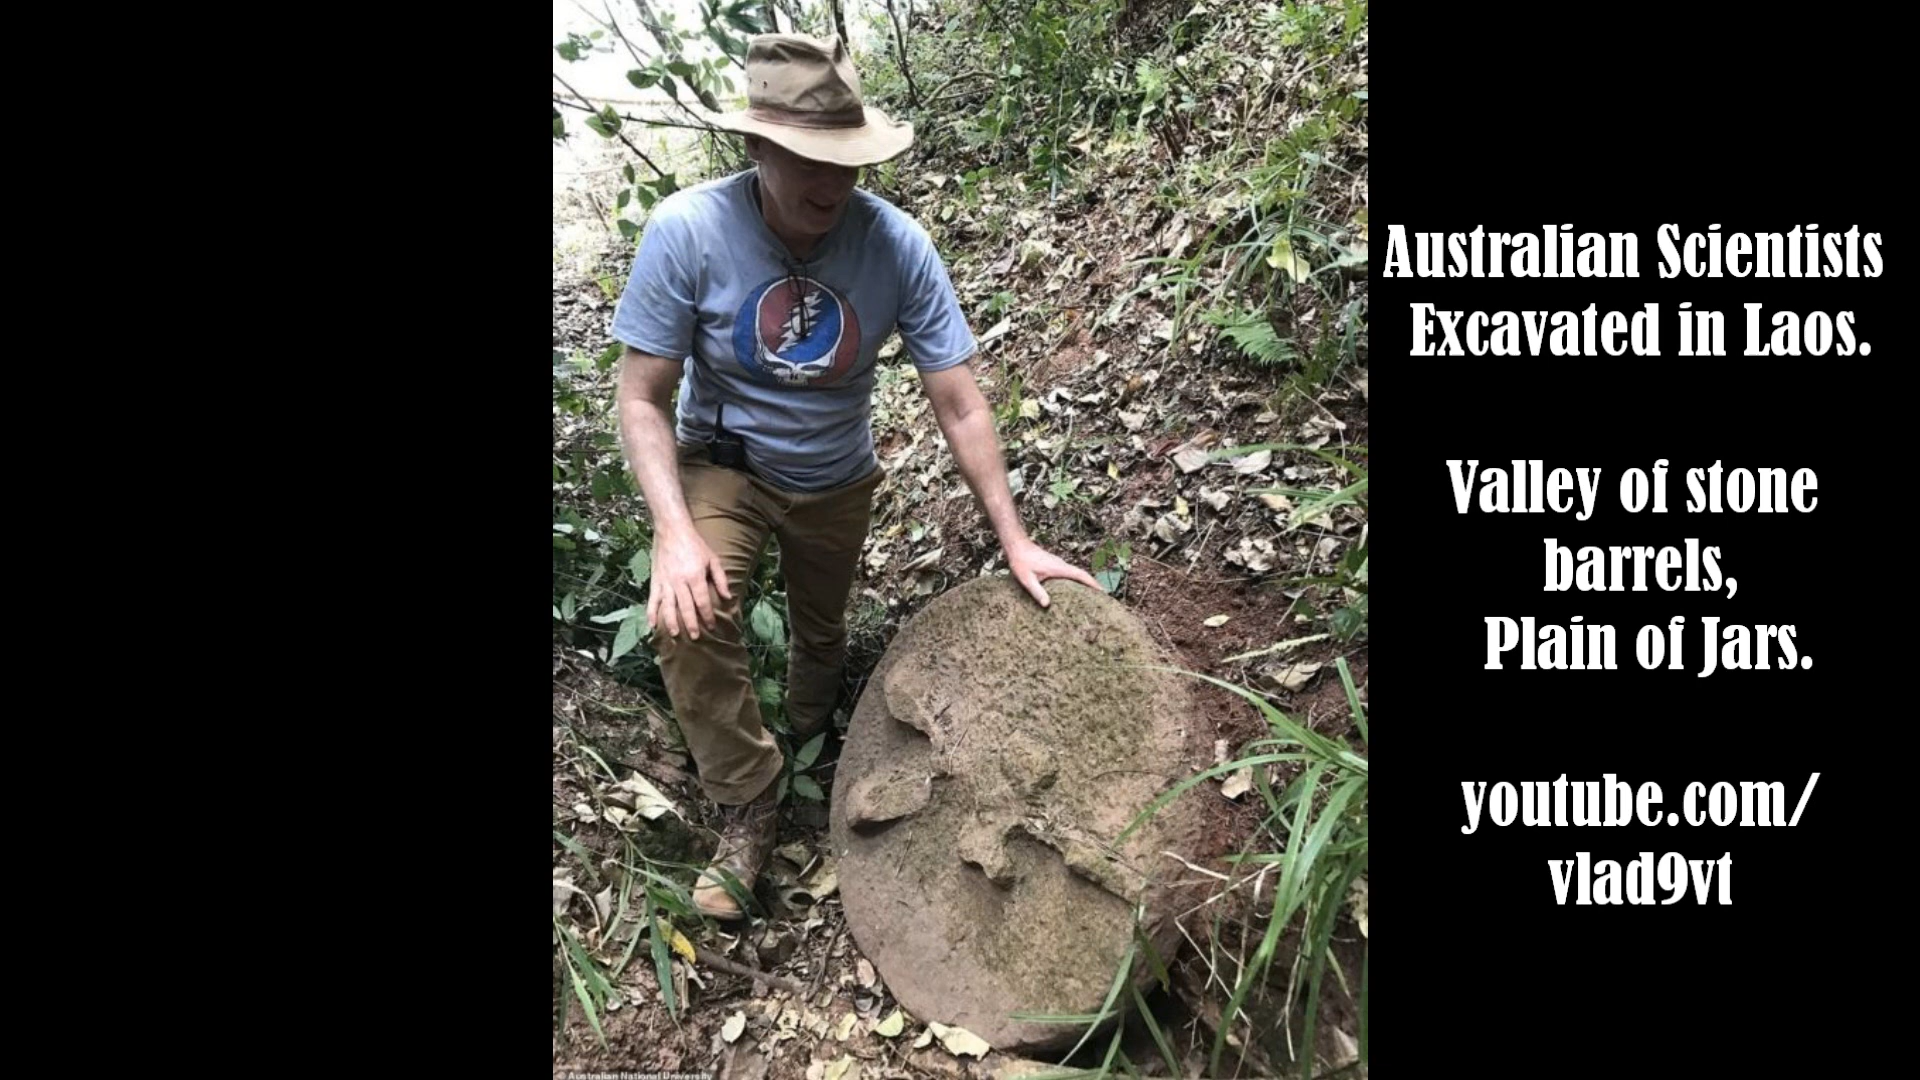 Australian Scientists
Excavated in Laos.
Valley of stone
barrels,
Plain of Jars.
youtube.com/
vlad9vt
© Australian National University